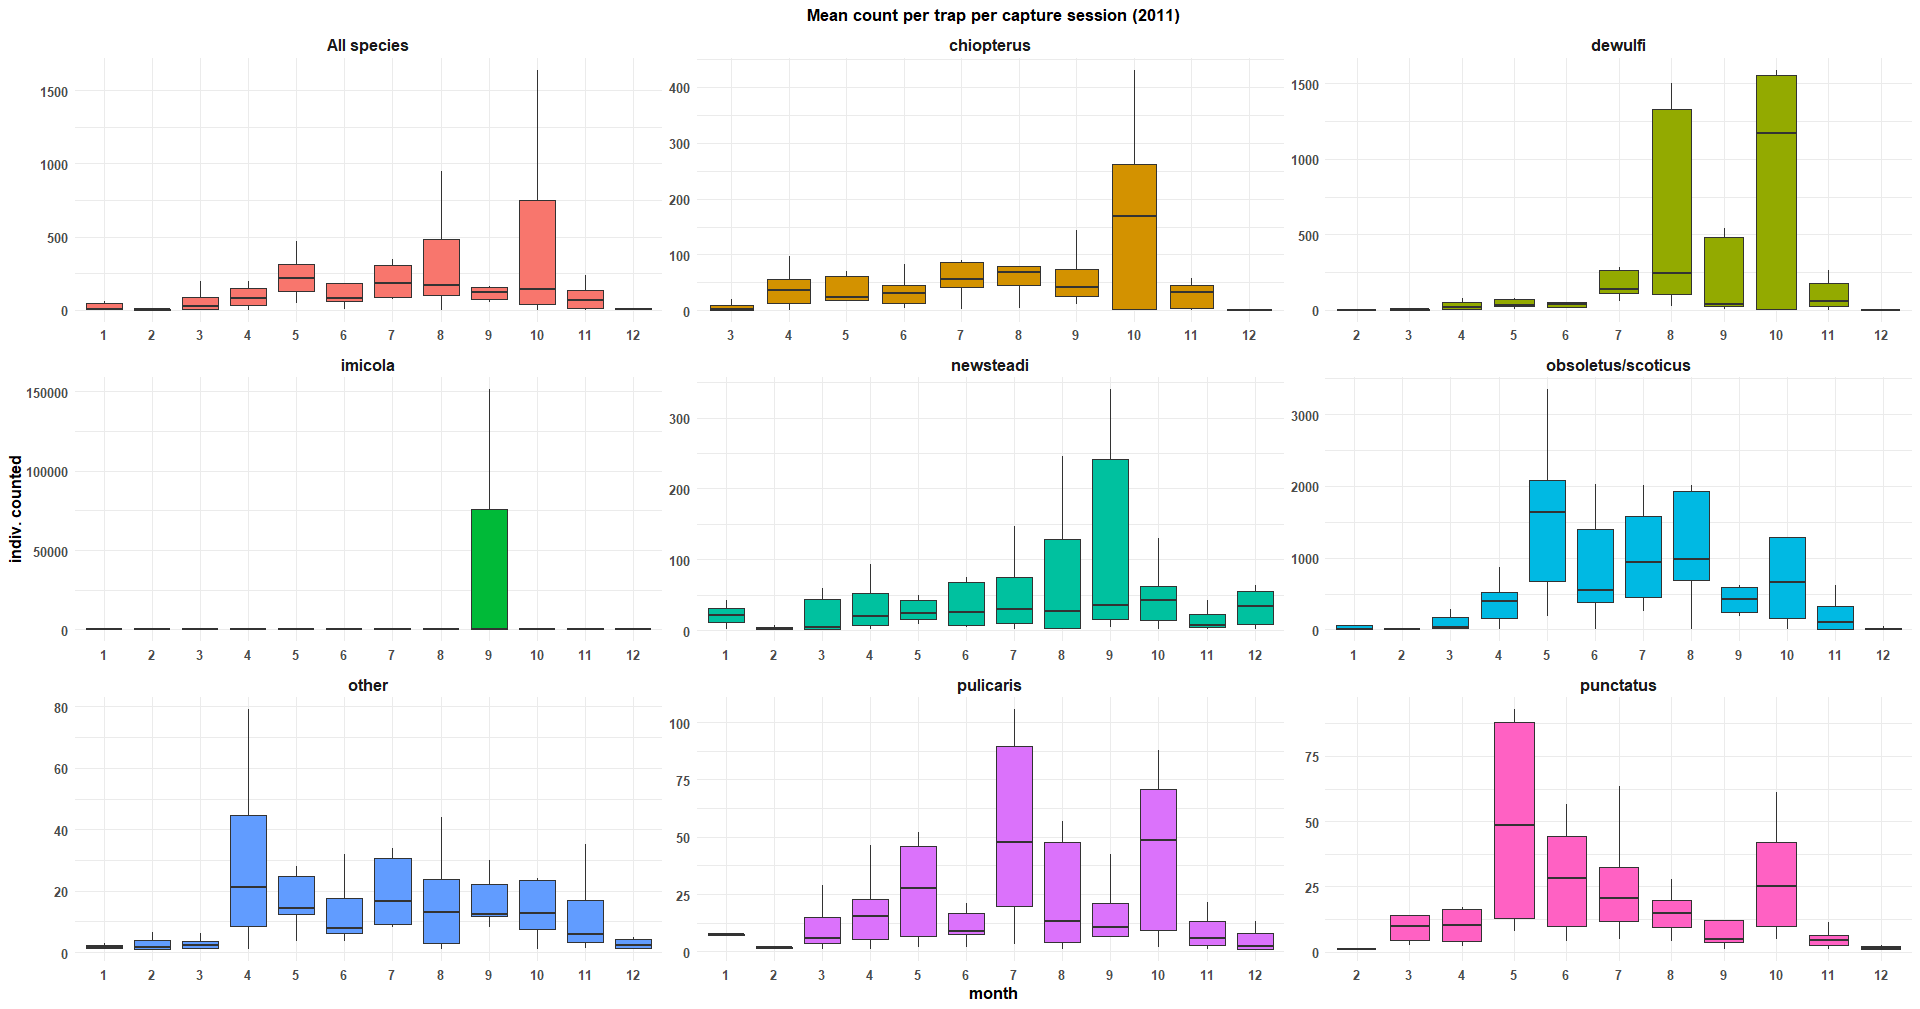 Mean count per trap per capture session (2011)
All species
chiopterus
dewulfi
1500
1000
500
0
1 2 3 4 5 6 7 8 9 10 11 12
400
300
200
100
0
3 4 5 6 7 8 9 10 11 12
1500
1000
500
0
2 3 4 5 6 7 8 9 10 11 12
imicola
newsteadi
obsoletus/scoticus
indiv. counted
150000
100000
50000
0
1 2 3 4 5 6 7 8 9 10 11 12
300
200
100
0
1 2 3 4 5 6 7 8 9 10 11 12
3000
2000
1000
0
1 2 3 4 5 6 7 8 9 10 11 12
other
pulicaris
punctatus
80
60
40
20
0
1 2 3 4 5 6 7 8 9 10 11 12
100
75
50
25
0
1 2 3 4 5 6 7 8 9 10 11 12
75
50
25
0
2 3 4 5 6 7 8 9 10 11 12
month